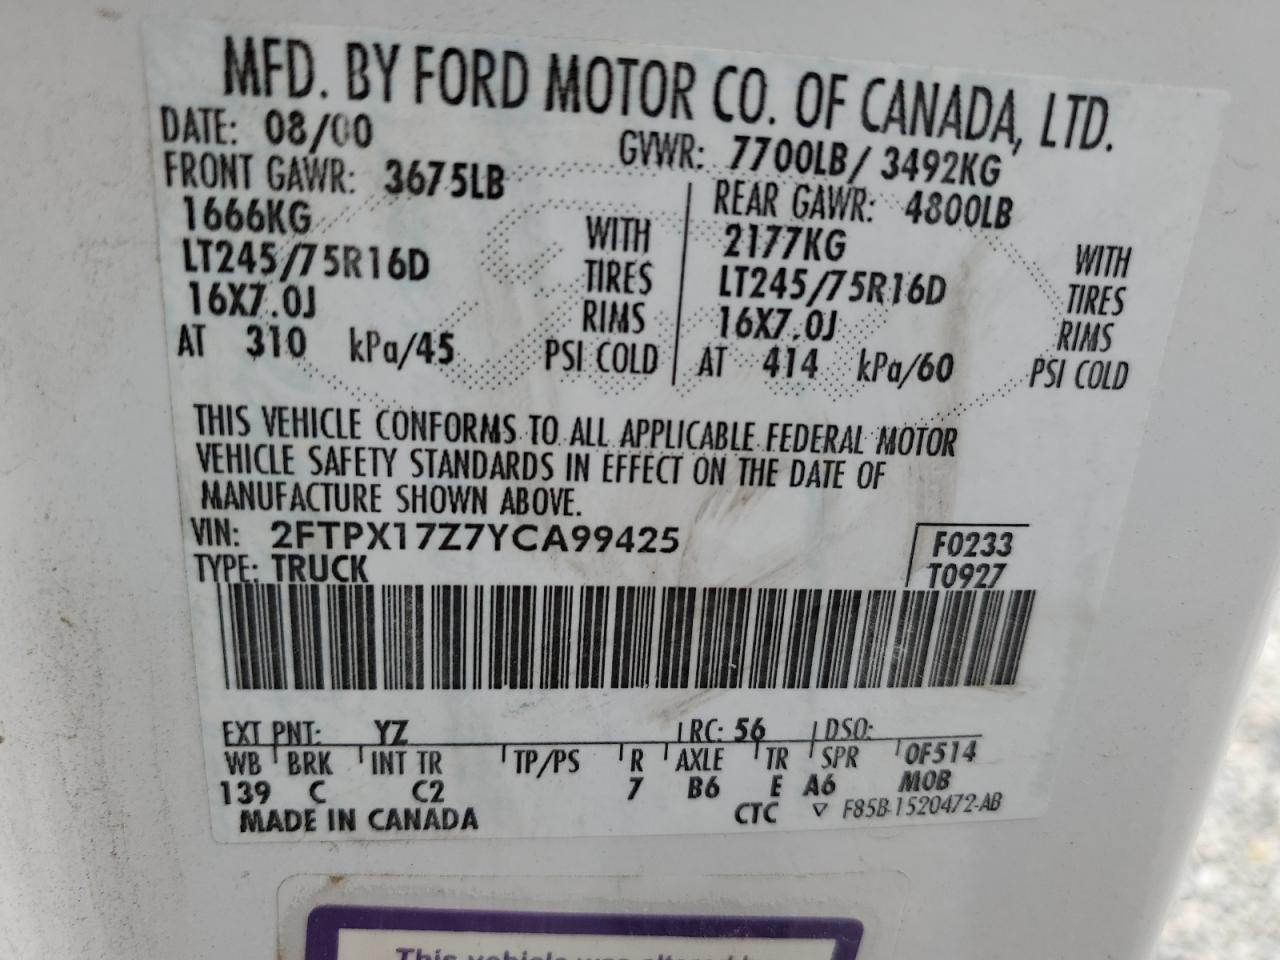 MFD. BY FORD MOTOR CO. OF CANADA, LTD.
DATE: 08/00 GVWR: 7700LB/ 3492KG
FRONT GAWR: 3675LB REAR GAWR: 4800LB
1666KG WITH 2177KG WITH
LT245/75R16D TIRES LT245/75R16D TIRES
16X7.0J RIMS 16X7.0J RIMS
AT 310 kPa/45 PSI COLD AT 414 kPa/60 PSI COLD
THIS VEHICLE CONFORMS TO ALL APPLICABLE FEDERAL MOTOR
VEHICLE SAFETY STANDARDS IN EFFECT ON THE DATE OF
MANUFACTURE SHOWN ABOVE.
VIN: 2FTPX17Z7YCA99425 F0233
TYPE: TRUCK T0927
EXT PNT: YZ RC: 56 DSO:
WB BRK INT TR TP/PS R AXLE TR SPR 0F514
139 C C2 7 B6 E A6 MOB
MADE IN CANADA CTC F85B-1520472-AB
This vehicle was altered by